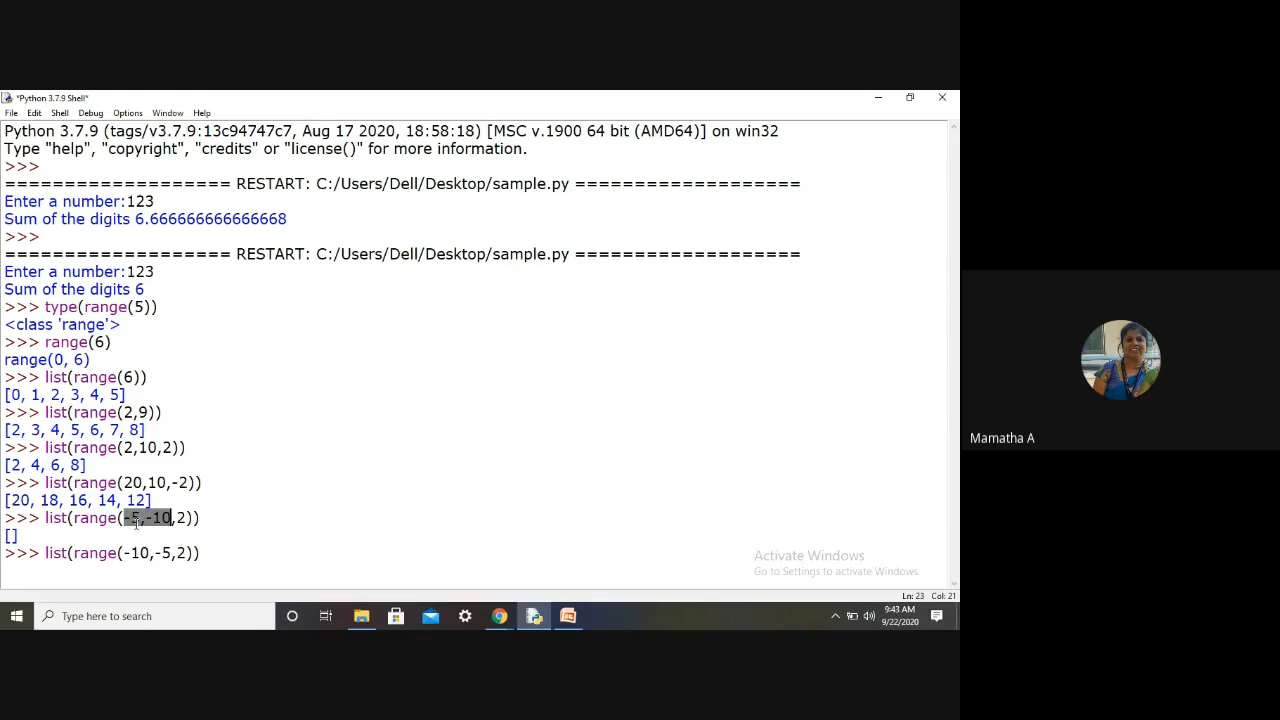 *Python 3.7.9 Shell*
File Edit Shell Debug Options Window Help
Python 3.7.9 (tags/v3.7.9:13c94747c7, Aug 17 2020, 18:58:18) [MSC v.1900 64 bit (AMD64)] on win32
Type "help", "copyright", "credits" or "license()" for more information.
>>>
=================== RESTART: C:/Users/Dell/Desktop/sample.py ===================
Enter a number:123
Sum of the digits 6.666666666666668
>>>
=================== RESTART: C:/Users/Dell/Desktop/sample.py ===================
Enter a number:123
Sum of the digits 6
>>> type(range(5))
<class 'range'>
>>> range(6)
range(0, 6)
>>> list(range(6))
[0, 1, 2, 3, 4, 5]
>>> list(range(2,9))
[2, 3, 4, 5, 6, 7, 8]
>>> list(range(2,10,2))
[2, 4, 6, 8]
>>> list(range(20,10,-2))
[20, 18, 16, 14, 12]
>>> list(range(-5,-10,2))
[]
>>> list(range(-10,-5,2))
Activate Windows
Go to Settings to activate Windows.
Ln: 23 Col: 21
Type here to search
9:43 AM
9/22/2020
Mamatha A